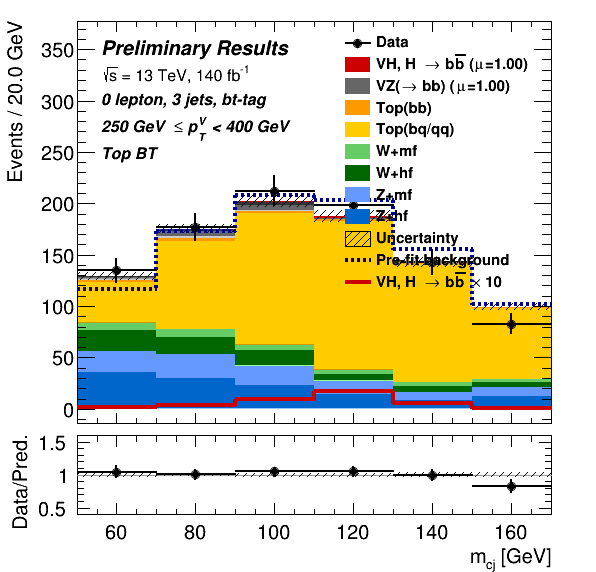 Events / 20.0 GeV
350
300
250
200
150
100
50
0
Preliminary Results
√s = 13 TeV, 140 fb⁻¹
0 lepton, 3 jets, bt-tag
250 GeV ≤ p_T^V < 400 GeV
Top BT
Data
VH, H → bb̅ (μ=1.00)
VZ(→ bb) (μ=1.00)
Top(bb)
Top(bq/qq)
W+mf
W+hf
Z+mf
Z+hf
Uncertainty
Pre-fit background
VH, H → bb̅ × 10
Data/Pred.
1.5
1
0.5
60 80 100 120 140 160
m_cj [GeV]